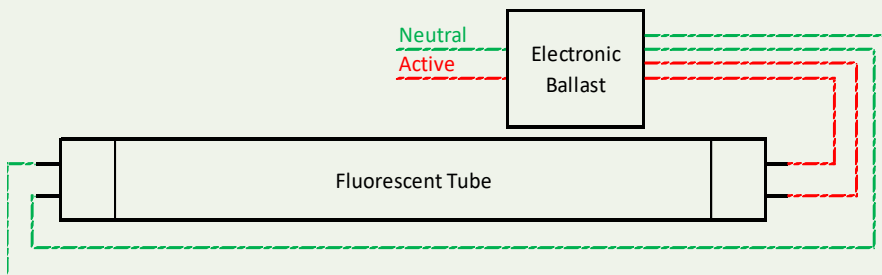 Neutral
Active
Electronic
Ballast
Fluorescent Tube